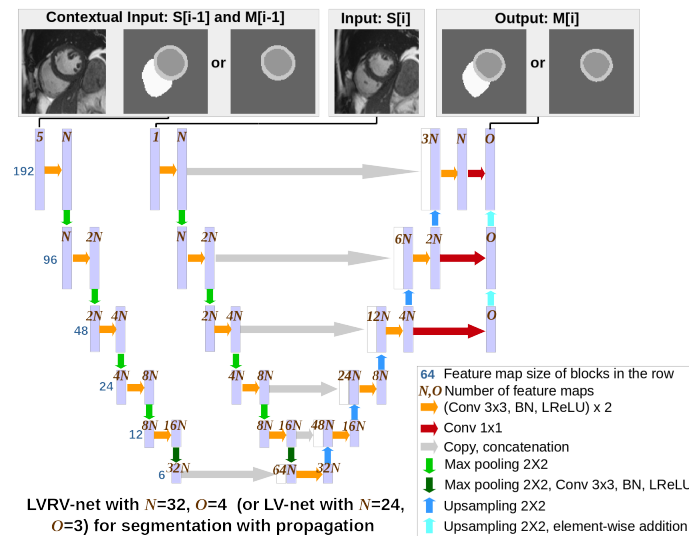 Contextual Input: S[i-1] and M[i-1]
Input: S[i]
Output: M[i]
or
or
5 N 1 N 3N N O
192
N 2N N 2N 6N 2N O
96
2N 4N 2N 4N 12N 4N O
48
4N 8N 4N 8N 24N 8N
24
8N 16N 8N 16N 48N 16N
12
32N 64N 32N
6
64 Feature map size of blocks in the row
N,O Number of feature maps
(Conv 3x3, BN, LReLU) x 2
Conv 1x1
Copy, concatenation
Max pooling 2X2
Max pooling 2X2, Conv 3x3, BN, LReLU
Upsampling 2X2
Upsampling 2X2, element-wise addition
LVRV-net with N=32, O=4 (or LV-net with N=24,
O=3) for segmentation with propagation